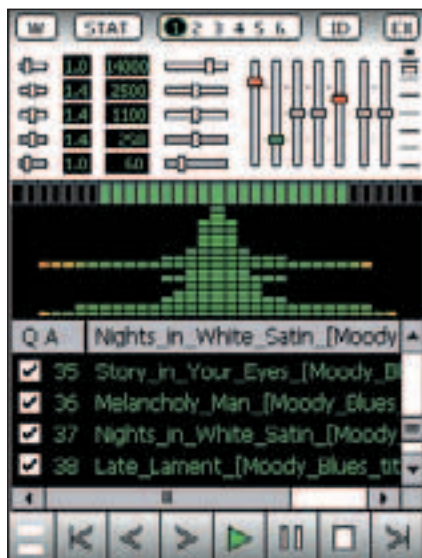 W STAT 1 2 3 4 5 6 ID
1.0 14000
1.4 2500
1.4 1100
1.4 250
1.0 60
Q A Nights_in_White_Satin_[Moody
35 Story_in_Your_Eyes_[Moody_Bl
36 Melancholy_Man_[Moody_Blues
37 Nights_in_White_Satin_[Moody
38 Late_Lament_[Moody_Blues_tit